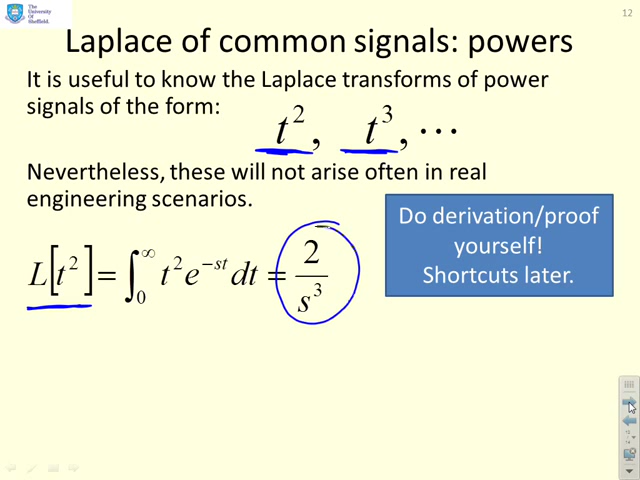 The
University
Of
Sheffield.
12
Laplace of common signals: powers
It is useful to know the Laplace transforms of power
signals of the form:
t², t³, ⋯
Nevertheless, these will not arise often in real
engineering scenarios.
Do derivation/proof
yourself!
Shortcuts later.
L[t²] = ∫₀^∞ t² e^{−st} dt = 2/s³